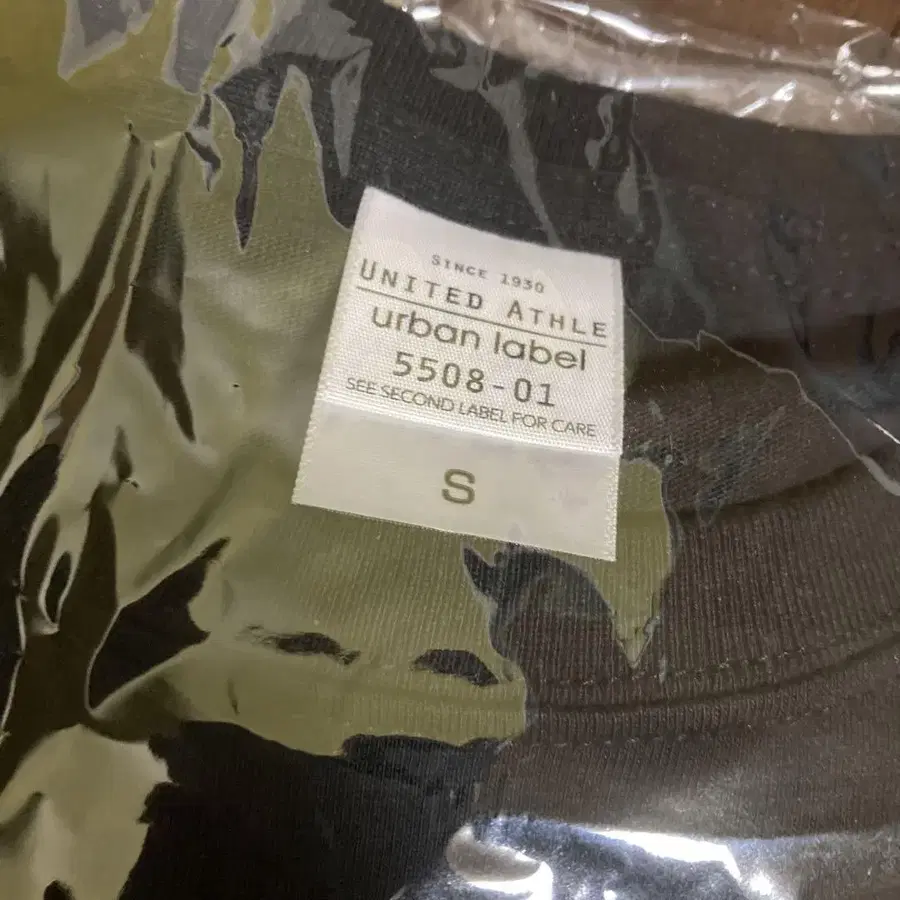 SINCE 1930
UNITED ATHLE
urban label
5508-01
SEE SECOND LABEL FOR CARE
S